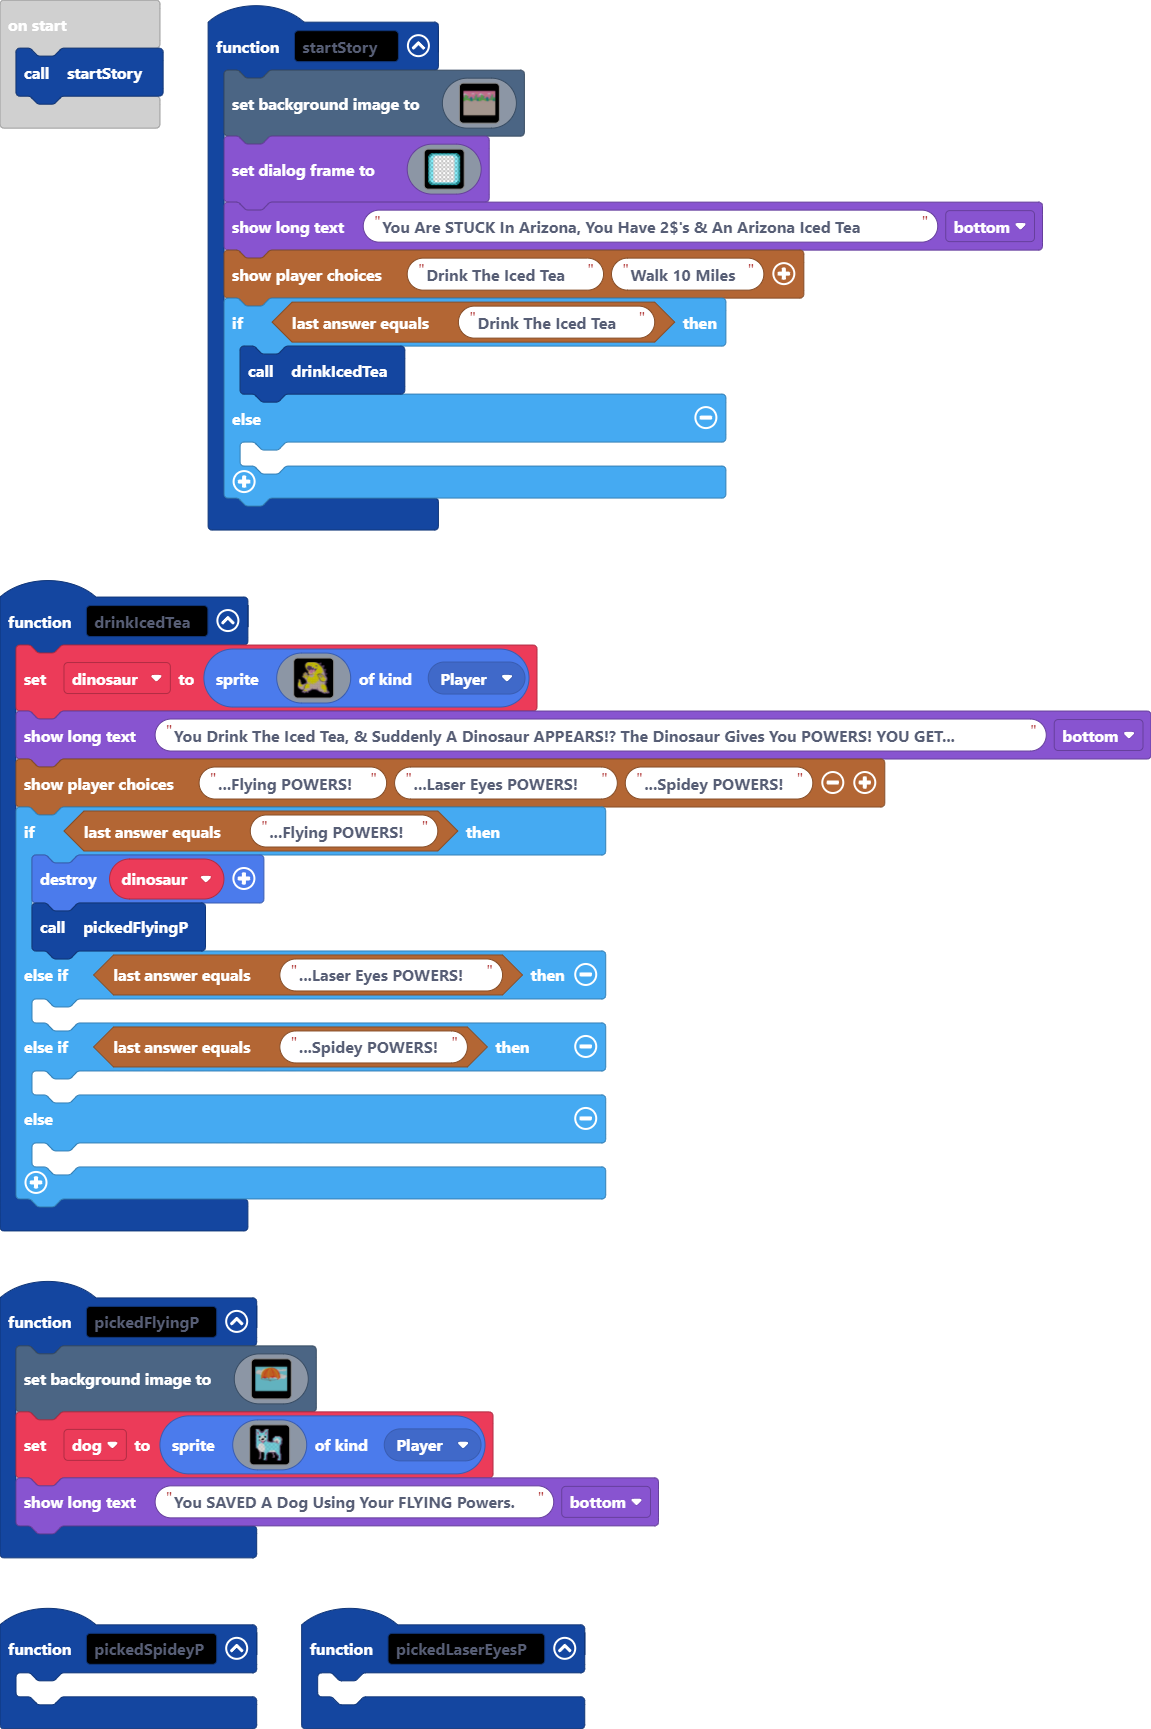 on start
call startStory
function startStory
set background image to
set dialog frame to
show long text "You Are STUCK In Arizona, You Have 2$'s & An Arizona Iced Tea" bottom
show player choices "Drink The Iced Tea" "Walk 10 Miles"
if last answer equals "Drink The Iced Tea" then
call drinkIcedTea
else
function drinkIcedTea
set dinosaur to sprite of kind Player
show long text "You Drink The Iced Tea, & Suddenly A Dinosaur APPEARS!? The Dinosaur Gives You POWERS! YOU GET..." bottom
show player choices "...Flying POWERS!" "...Laser Eyes POWERS!" "...Spidey POWERS!"
if last answer equals "...Flying POWERS!" then
destroy dinosaur
call pickedFlyingP
else if last answer equals "...Laser Eyes POWERS!" then
else if last answer equals "...Spidey POWERS!" then
else
function pickedFlyingP
set background image to
set dog to sprite of kind Player
show long text "You SAVED A Dog Using Your FLYING Powers." bottom
function pickedSpideyP
function pickedLaserEyesP